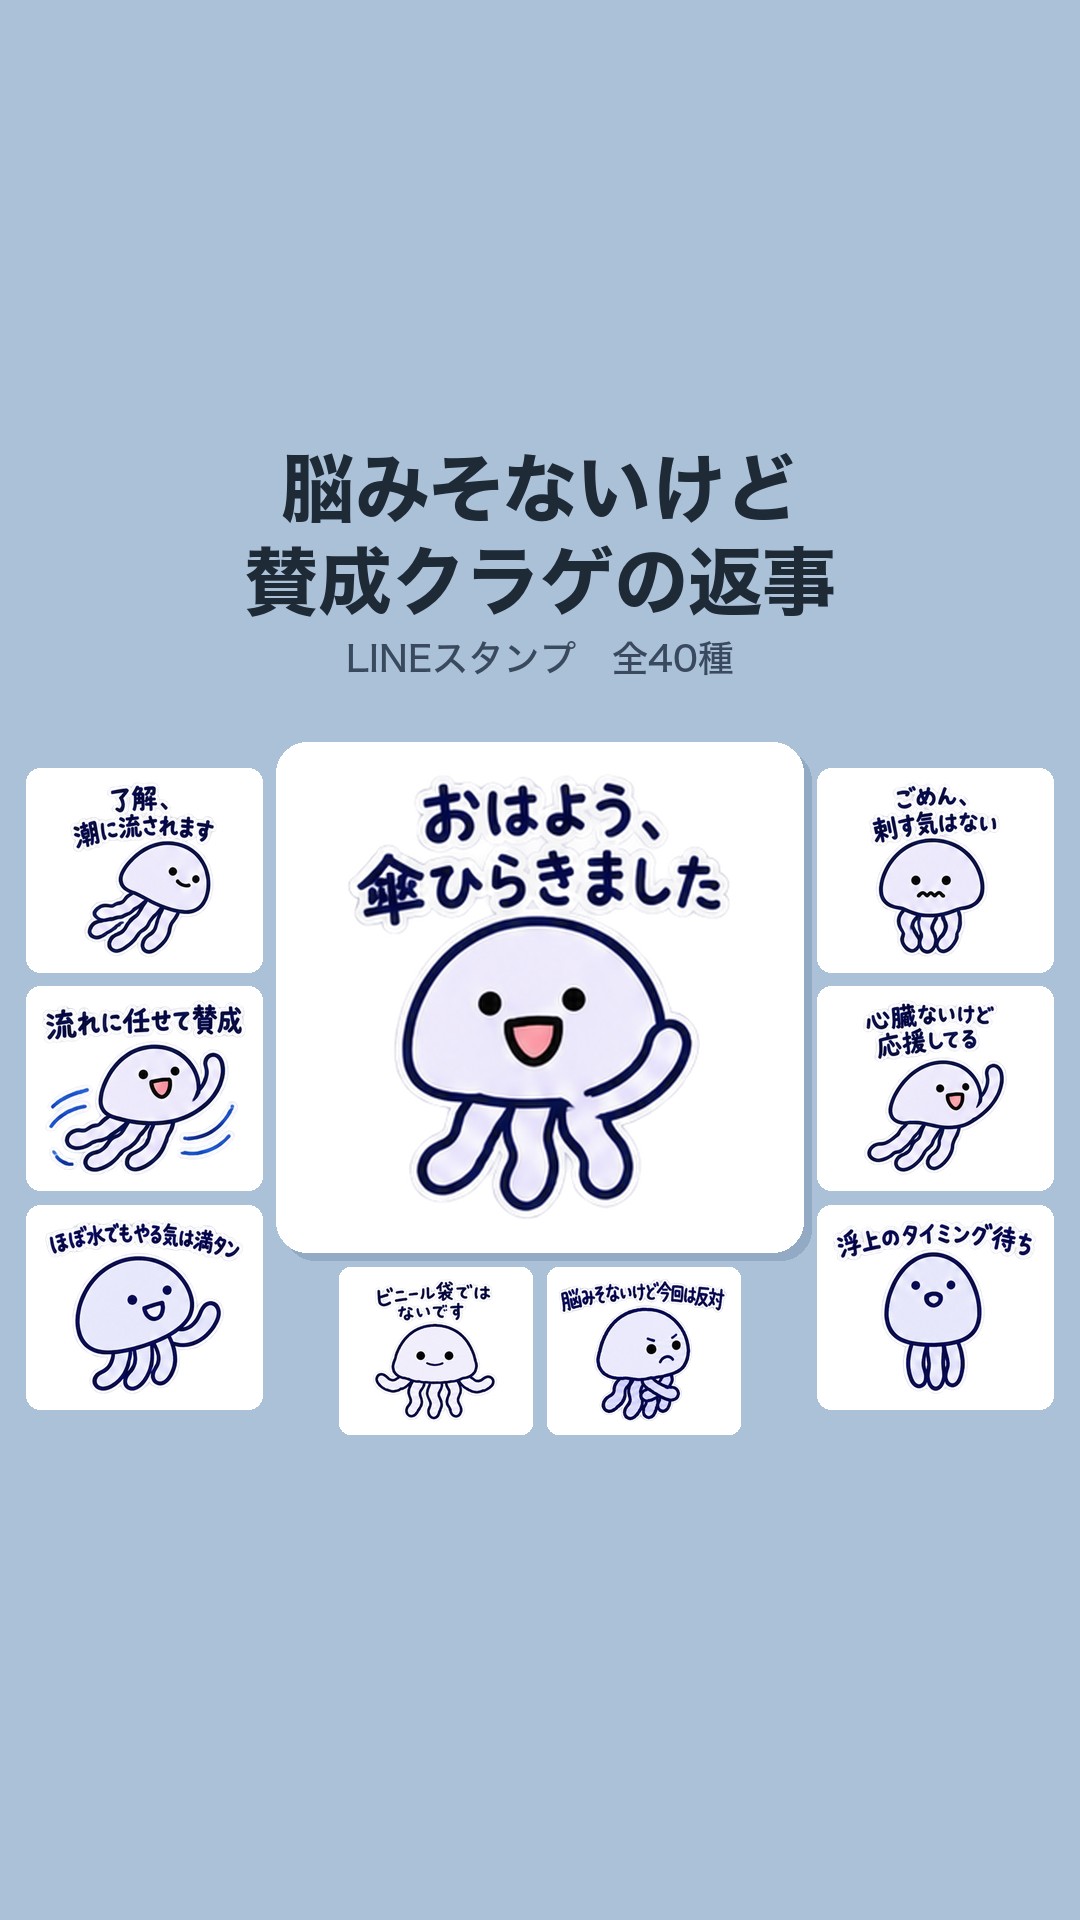 脳みそないけど
賛成クラゲの返事
LINEスタンプ　全40種
了解、
潮に流されます
おはよう、
傘ひらきました
ごめん、
刺す気はない
流れに任せて賛成
心臓ないけど
応援してる
ほぼ水でもやる気は満タン
浮上のタイミング待ち
ビニール袋では
ないです
脳みそないけど今回は反対